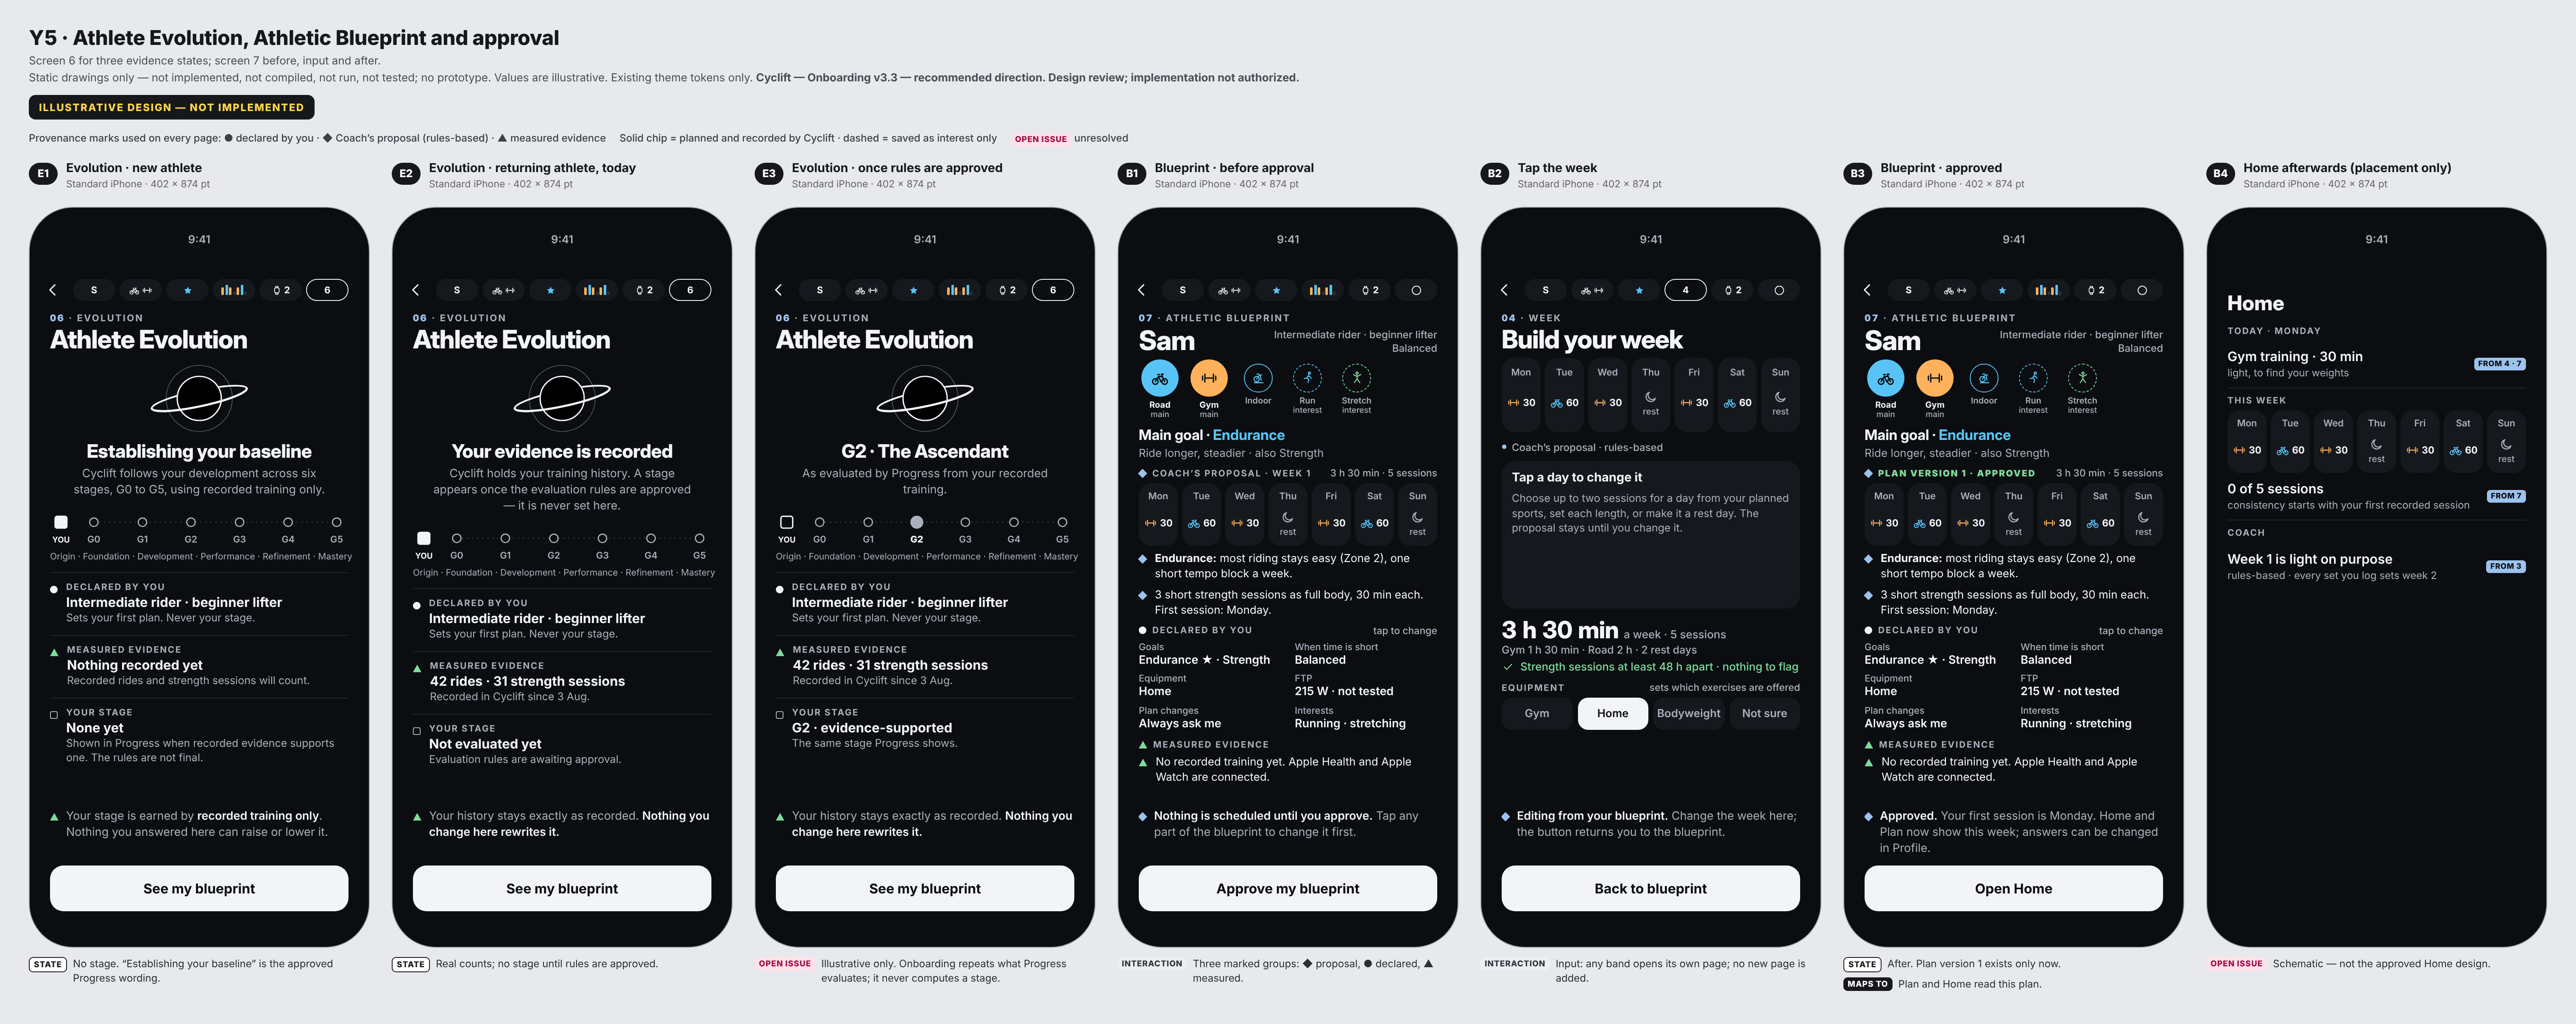 Y5 · Athlete Evolution, Athletic Blueprint and approval
Screen 6 for three evidence states; screen 7 before, input and after.
Static drawings only — not implemented, not compiled, not run, not tested; no prototype. Values are illustrative. Existing theme tokens only. Cyclift — Onboarding v3.3 — recommended direction. Design review; implementation not authorized.
ILLUSTRATIVE DESIGN — NOT IMPLEMENTED
Provenance marks used on every page: ● declared by you · ◆ Coach's proposal (rules-based) · ▲ measured evidence Solid chip = planned and recorded by Cyclift · dashed = saved as interest only OPEN ISSUE unresolved
E1 Evolution · new athlete
Standard iPhone · 402 × 874 pt
9:41
S
2
6
06 · EVOLUTION
Athlete Evolution
Establishing your baseline
Cyclift follows your development across six
stages, G0 to G5, using recorded training only.
YOU G0 G1 G2 G3 G4 G5
Origin · Foundation · Development · Performance · Refinement · Mastery
DECLARED BY YOU
Intermediate rider · beginner lifter
Sets your first plan. Never your stage.
MEASURED EVIDENCE
Nothing recorded yet
Recorded rides and strength sessions will count.
YOUR STAGE
None yet
Shown in Progress when recorded evidence supports
one. The rules are not final.
▲ Your stage is earned by recorded training only.
Nothing you answered here can raise or lower it.
See my blueprint
STATE No stage. “Establishing your baseline” is the approved
Progress wording.
E2 Evolution · returning athlete, today
Standard iPhone · 402 × 874 pt
9:41
S
2
6
06 · EVOLUTION
Athlete Evolution
Your evidence is recorded
Cyclift holds your training history. A stage
appears once the evaluation rules are approved
— it is never set here.
YOU G0 G1 G2 G3 G4 G5
Origin · Foundation · Development · Performance · Refinement · Mastery
DECLARED BY YOU
Intermediate rider · beginner lifter
Sets your first plan. Never your stage.
MEASURED EVIDENCE
42 rides · 31 strength sessions
Recorded in Cyclift since 3 Aug.
YOUR STAGE
Not evaluated yet
Evaluation rules are awaiting approval.
▲ Your history stays exactly as recorded. Nothing you
change here rewrites it.
See my blueprint
STATE Real counts; no stage until rules are approved.
E3 Evolution · once rules are approved
Standard iPhone · 402 × 874 pt
9:41
S
2
6
06 · EVOLUTION
Athlete Evolution
G2 · The Ascendant
As evaluated by Progress from your recorded
training.
YOU G0 G1 G2 G3 G4 G5
Origin · Foundation · Development · Performance · Refinement · Mastery
DECLARED BY YOU
Intermediate rider · beginner lifter
Sets your first plan. Never your stage.
MEASURED EVIDENCE
42 rides · 31 strength sessions
Recorded in Cyclift since 3 Aug.
YOUR STAGE
G2 · evidence-supported
The same stage Progress shows.
▲ Your history stays exactly as recorded. Nothing you
change here rewrites it.
See my blueprint
OPEN ISSUE Illustrative only. Onboarding repeats what Progress
evaluates; it never computes a stage.
B1 Blueprint · before approval
Standard iPhone · 402 × 874 pt
9:41
S
2
07 · ATHLETIC BLUEPRINT
Sam Intermediate rider · beginner lifter
Balanced
Road Gym Indoor Run Stretch
main main interest interest
Main goal · Endurance
Ride longer, steadier · also Strength
◆ COACH'S PROPOSAL · WEEK 1 3 h 30 min · 5 sessions
Mon Tue Wed Thu Fri Sat Sun
30 60 30 rest 30 60 rest
◆ Endurance: most riding stays easy (Zone 2), one
short tempo block a week.
◆ 3 short strength sessions as full body, 30 min each.
First session: Monday.
● DECLARED BY YOU tap to change
Goals When time is short
Endurance ★ · Strength Balanced
Equipment FTP
Home 215 W · not tested
Plan changes Interests
Always ask me Running · stretching
▲ MEASURED EVIDENCE
▲ No recorded training yet. Apple Health and Apple
Watch are connected.
◆ Nothing is scheduled until you approve. Tap any
part of the blueprint to change it first.
Approve my blueprint
INTERACTION Three marked groups: ◆ proposal, ● declared, ▲
measured.
B2 Tap the week
Standard iPhone · 402 × 874 pt
9:41
S
4
2
04 · WEEK
Build your week
Mon Tue Wed Thu Fri Sat Sun
30 60 30 rest 30 60 rest
Coach's proposal · rules-based
Tap a day to change it
Choose up to two sessions for a day from your planned
sports, set each length, or make it a rest day. The
proposal stays until you change it.
3 h 30 min a week · 5 sessions
Gym 1 h 30 min · Road 2 h · 2 rest days
✓ Strength sessions at least 48 h apart · nothing to flag
EQUIPMENT sets which exercises are offered
Gym Home Bodyweight Not sure
◆ Editing from your blueprint. Change the week here;
the button returns you to the blueprint.
Back to blueprint
INTERACTION Input: any band opens its own page; no new page is
added.
B3 Blueprint · approved
Standard iPhone · 402 × 874 pt
9:41
S
2
07 · ATHLETIC BLUEPRINT
Sam Intermediate rider · beginner lifter
Balanced
Road Gym Indoor Run Stretch
main main interest interest
Main goal · Endurance
Ride longer, steadier · also Strength
◆ PLAN VERSION 1 · APPROVED 3 h 30 min · 5 sessions
Mon Tue Wed Thu Fri Sat Sun
30 60 30 rest 30 60 rest
◆ Endurance: most riding stays easy (Zone 2), one
short tempo block a week.
◆ 3 short strength sessions as full body, 30 min each.
First session: Monday.
● DECLARED BY YOU tap to change
Goals When time is short
Endurance ★ · Strength Balanced
Equipment FTP
Home 215 W · not tested
Plan changes Interests
Always ask me Running · stretching
▲ MEASURED EVIDENCE
▲ No recorded training yet. Apple Health and Apple
Watch are connected.
◆ Approved. Your first session is Monday. Home and
Plan now show this week; answers can be changed
in Profile.
Open Home
STATE After. Plan version 1 exists only now.
MAPS TO Plan and Home read this plan.
B4 Home afterwards (placement only)
Standard iPhone · 402 × 874 pt
9:41
Home
TODAY · MONDAY
Gym training · 30 min FROM 4 · 7
light, to find your weights
THIS WEEK
Mon Tue Wed Thu Fri Sat Sun
30 60 30 rest 30 60 rest
0 of 5 sessions FROM 7
consistency starts with your first recorded session
COACH
Week 1 is light on purpose FROM 3
rules-based · every set you log sets week 2
OPEN ISSUE Schematic — not the approved Home design.